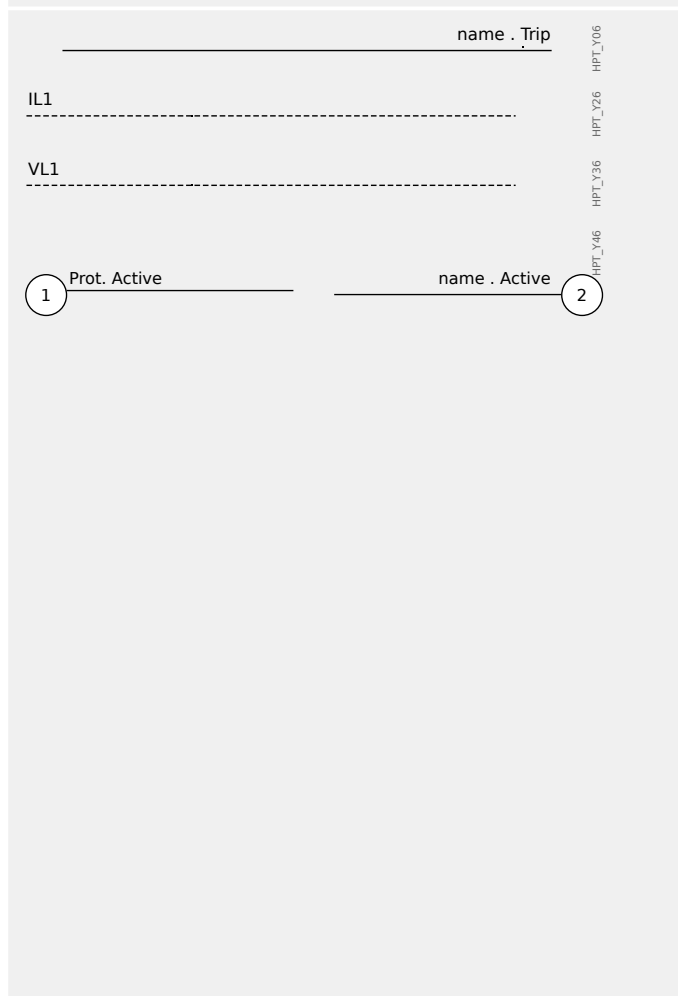 name . Trip
HPT_Y06
IL1
HPT_Y26
VL1
HPT_Y36
HPT_Y46
1 Prot. Active
name . Active 2